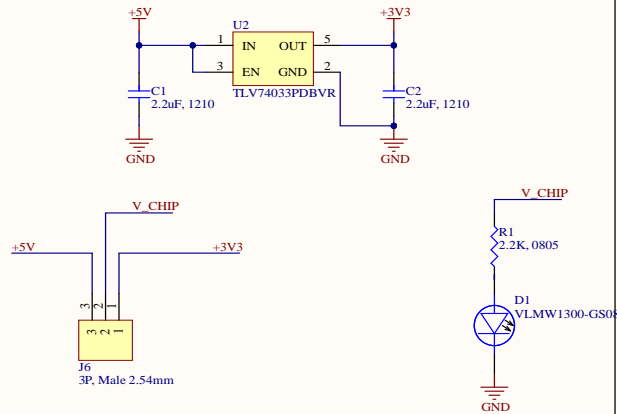 +5V
+3V3
U2
1 IN OUT 5
3 EN GND 2
TLV74033PDBVR
C1
2.2uF, 1210
C2
2.2uF, 1210
GND
GND
V_CHIP
+5V
+3V3
3 2 1
3 2 1
J6
3P, Male 2.54mm
V_CHIP
R1
2.2K, 0805
D1
VLMW1300-GS08
GND